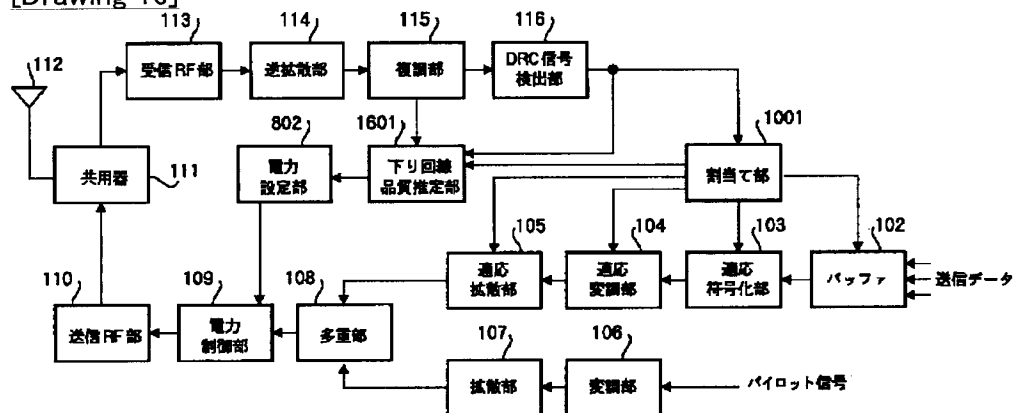 [Drawing 16]
113
114
115
116
112
受信RF部
逆拡散部
復調部
DRC信号
検出部
802
1601
1001
共用器
111
電力
設定部
下り回線
品質推定部
割当て部
105
104
103
102
適応
拡散部
適応
変調部
適応
符号化部
バッファ
送信データ
110
109
108
送信RF部
電力
制御部
多重部
107
106
拡散部
変調部
パイロット信号